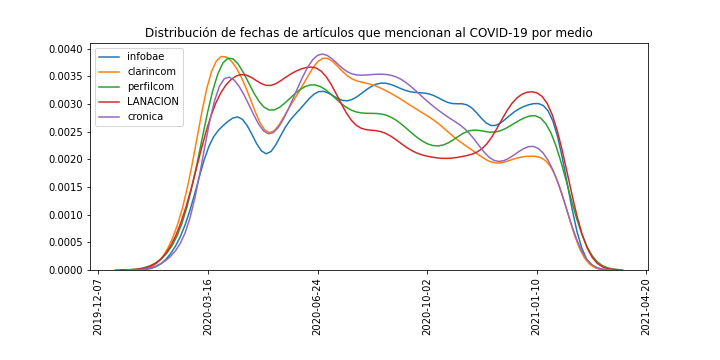 Distribución de fechas de artículos que mencionan al COVID-19 por medio
0.0040
0.0035
0.0030
0.0025
0.0020
0.0015
0.0010
0.0005
0.0000
infobae
clarincom
perfilcom
LANACION
cronica
2019-12-07
2020-03-16
2020-06-24
2020-10-02
2021-01-10
2021-04-20